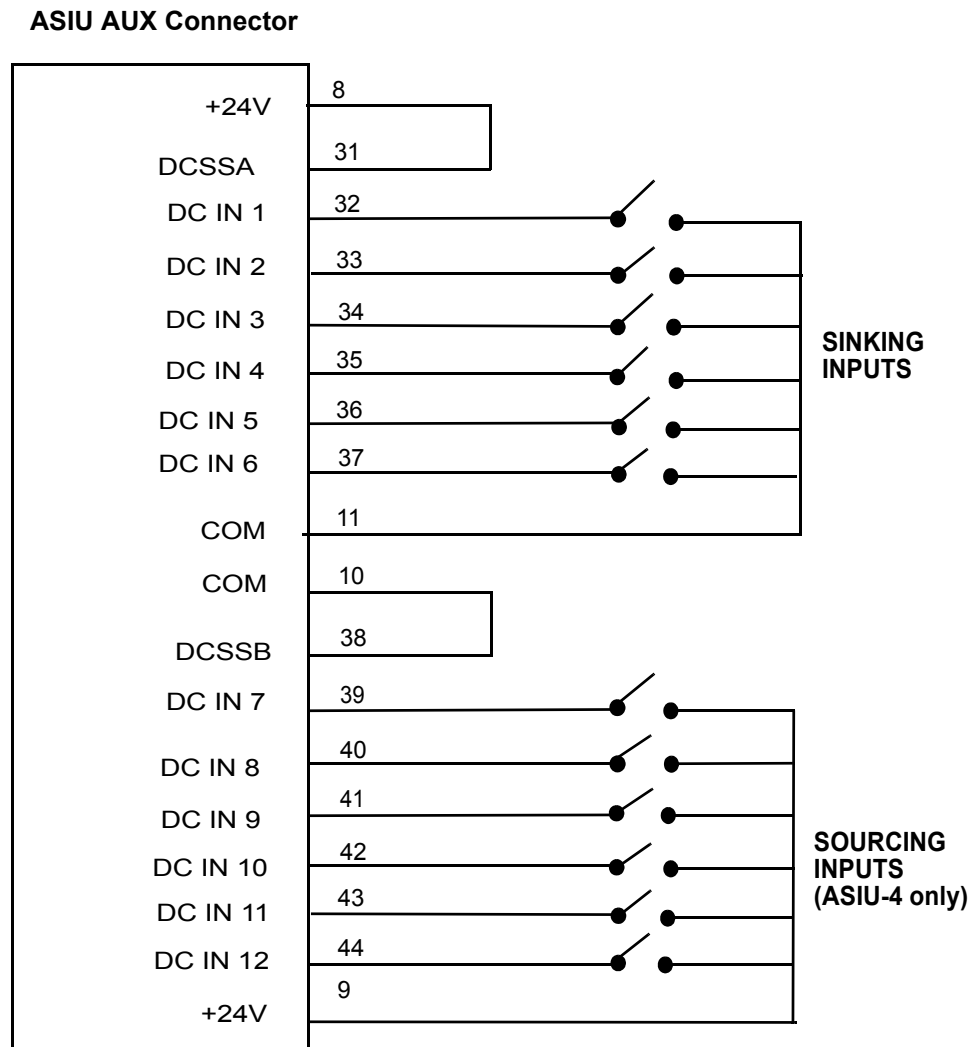 ASIU AUX Connector
+24V 8
DCSSA 31
DC IN 1 32
DC IN 2 33
DC IN 3 34
DC IN 4 35
DC IN 5 36
DC IN 6 37
SINKING
INPUTS
COM 11
COM 10
DCSSB 38
DC IN 7 39
DC IN 8 40
DC IN 9 41
DC IN 10 42
DC IN 11 43
DC IN 12 44
+24V 9
SOURCING
INPUTS
(ASIU-4 only)